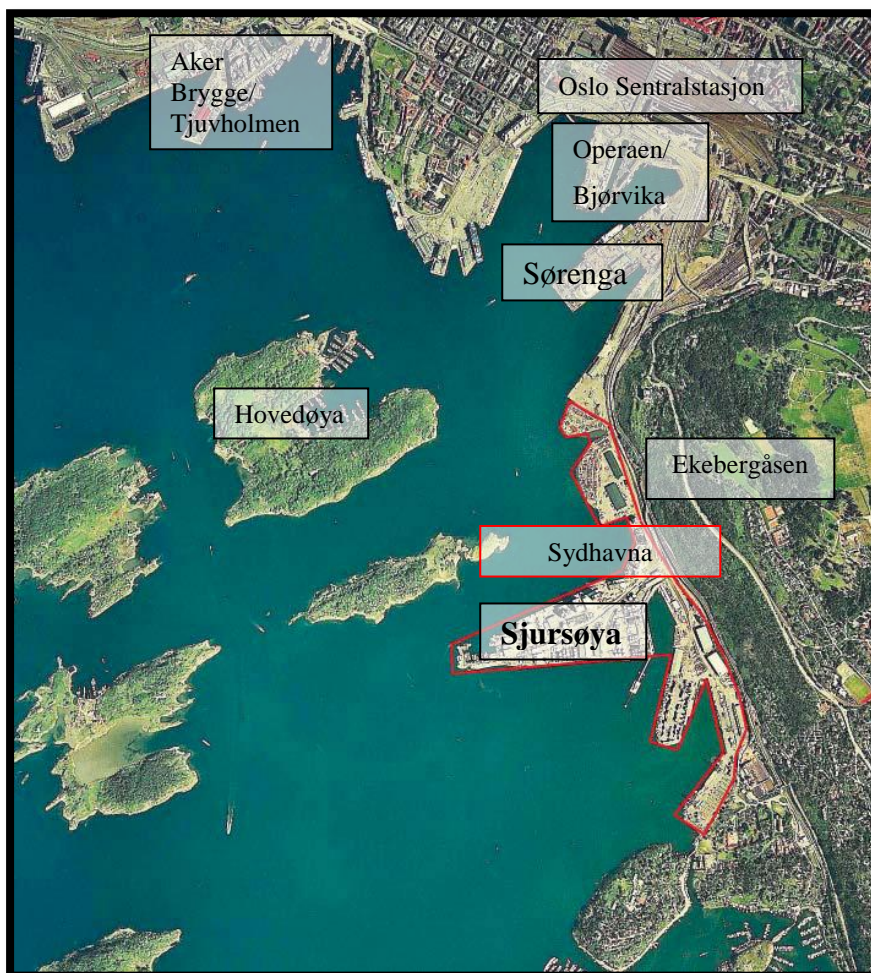 Aker
Brygge/
Tjuvholmen
Oslo Sentralstasjon
Operaen/
Bjørvika
Sørenga
Hovedøya
Ekebergåsen
Sydhavna
Sjursøya